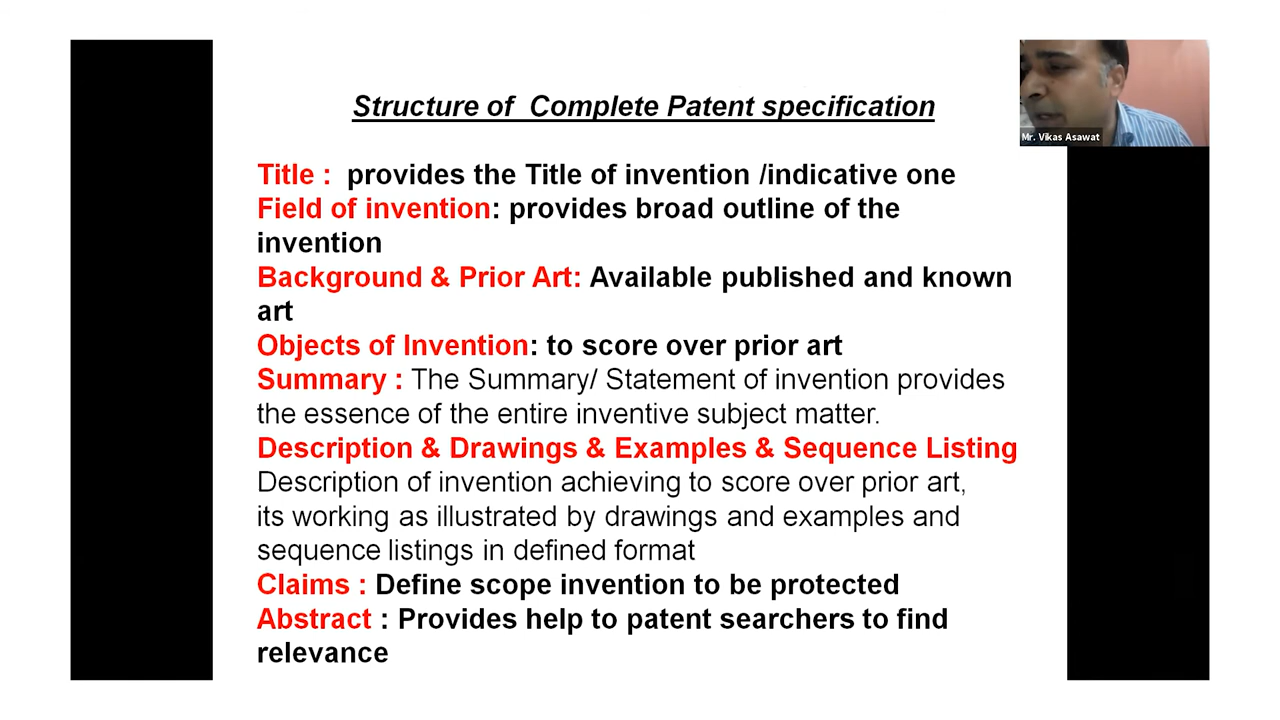 Structure of Complete Patent specification
Mr. Vikas Asawat
Title : provides the Title of invention /indicative one
Field of invention: provides broad outline of the
invention
Background & Prior Art: Available published and known
art
Objects of Invention: to score over prior art
Summary : The Summary/ Statement of invention provides
the essence of the entire inventive subject matter.
Description & Drawings & Examples & Sequence Listing
Description of invention achieving to score over prior art,
its working as illustrated by drawings and examples and
sequence listings in defined format
Claims : Define scope invention to be protected
Abstract : Provides help to patent searchers to find
relevance